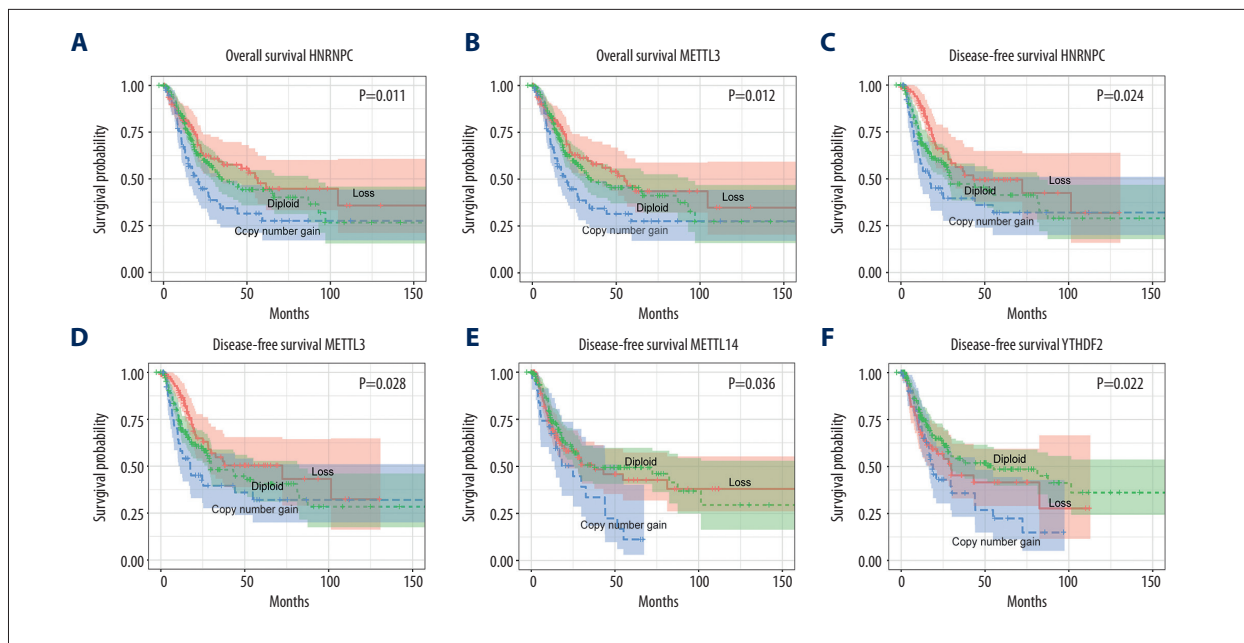 A
Overall survival HNRNPC
Survgival probability
1.00
0.75
0.50
0.25
0.00
P=0.011
Loss
Diploid
Copy number gain
0 50 100 150
Months
B
Overall survival METTL3
Survgival probability
1.00
0.75
0.50
0.25
0.00
P=0.012
Loss
Diploid
Copy number gain
0 50 100 150
Months
C
Disease-free survival HNRNPC
Survgival probability
1.00
0.75
0.50
0.25
0.00
P=0.024
Loss
Diploid
Copy number gain
0 50 100 150
Months
D
Disease-free survival METTL3
Survgival probability
1.00
0.75
0.50
0.25
0.00
P=0.028
Loss
Diploid
Copy number gain
0 50 100 150
Months
E
Disease-free survival METTL14
Survgival probability
1.00
0.75
0.50
0.25
0.00
P=0.036
Diploid
Loss
Copy number gain
0 50 100 150
Months
F
Disease-free survival YTHDF2
Survgival probability
1.00
0.75
0.50
0.25
0.00
P=0.022
Diploid
Loss
Copy number gain
0 50 100 150
Months